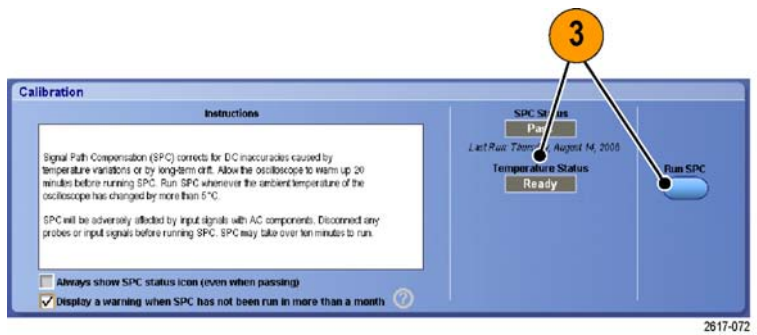 3
Calibration
Instructions
Signal Path Compensation (SPC) corrects for DC inaccuracies caused by
temperature variations or by long-term drift. Allow the oscilloscope to warm up 20
minutes before running SPC. Run SPC whenever the ambient temperature of the
oscilloscope has changed by more than 5 °C.
SPC will be adversely affected by input signals with AC components. Disconnect any
probes or input signals before running SPC. SPC may take over ten minutes to run.
Always show SPC status icon (even when passing)
Display a warning when SPC has not been run in more than a month ?
SPC Status
Pass
Last Run: Thursday, August 14, 2006
Temperature Status
Ready
Run SPC
2617-072